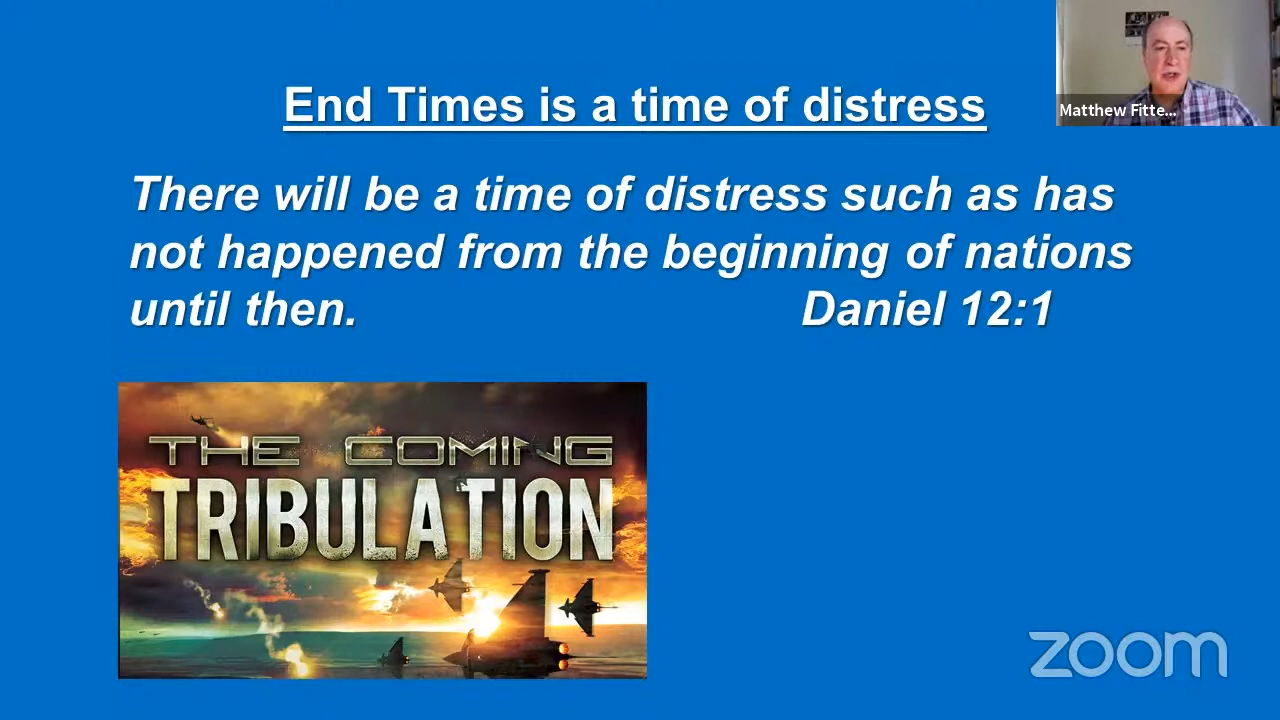 End Times is a time of distress
Matthew Fitte...
There will be a time of distress such as has
not happened from the beginning of nations
until then. Daniel 12:1
THE COMING
TRIBULATION
zoom